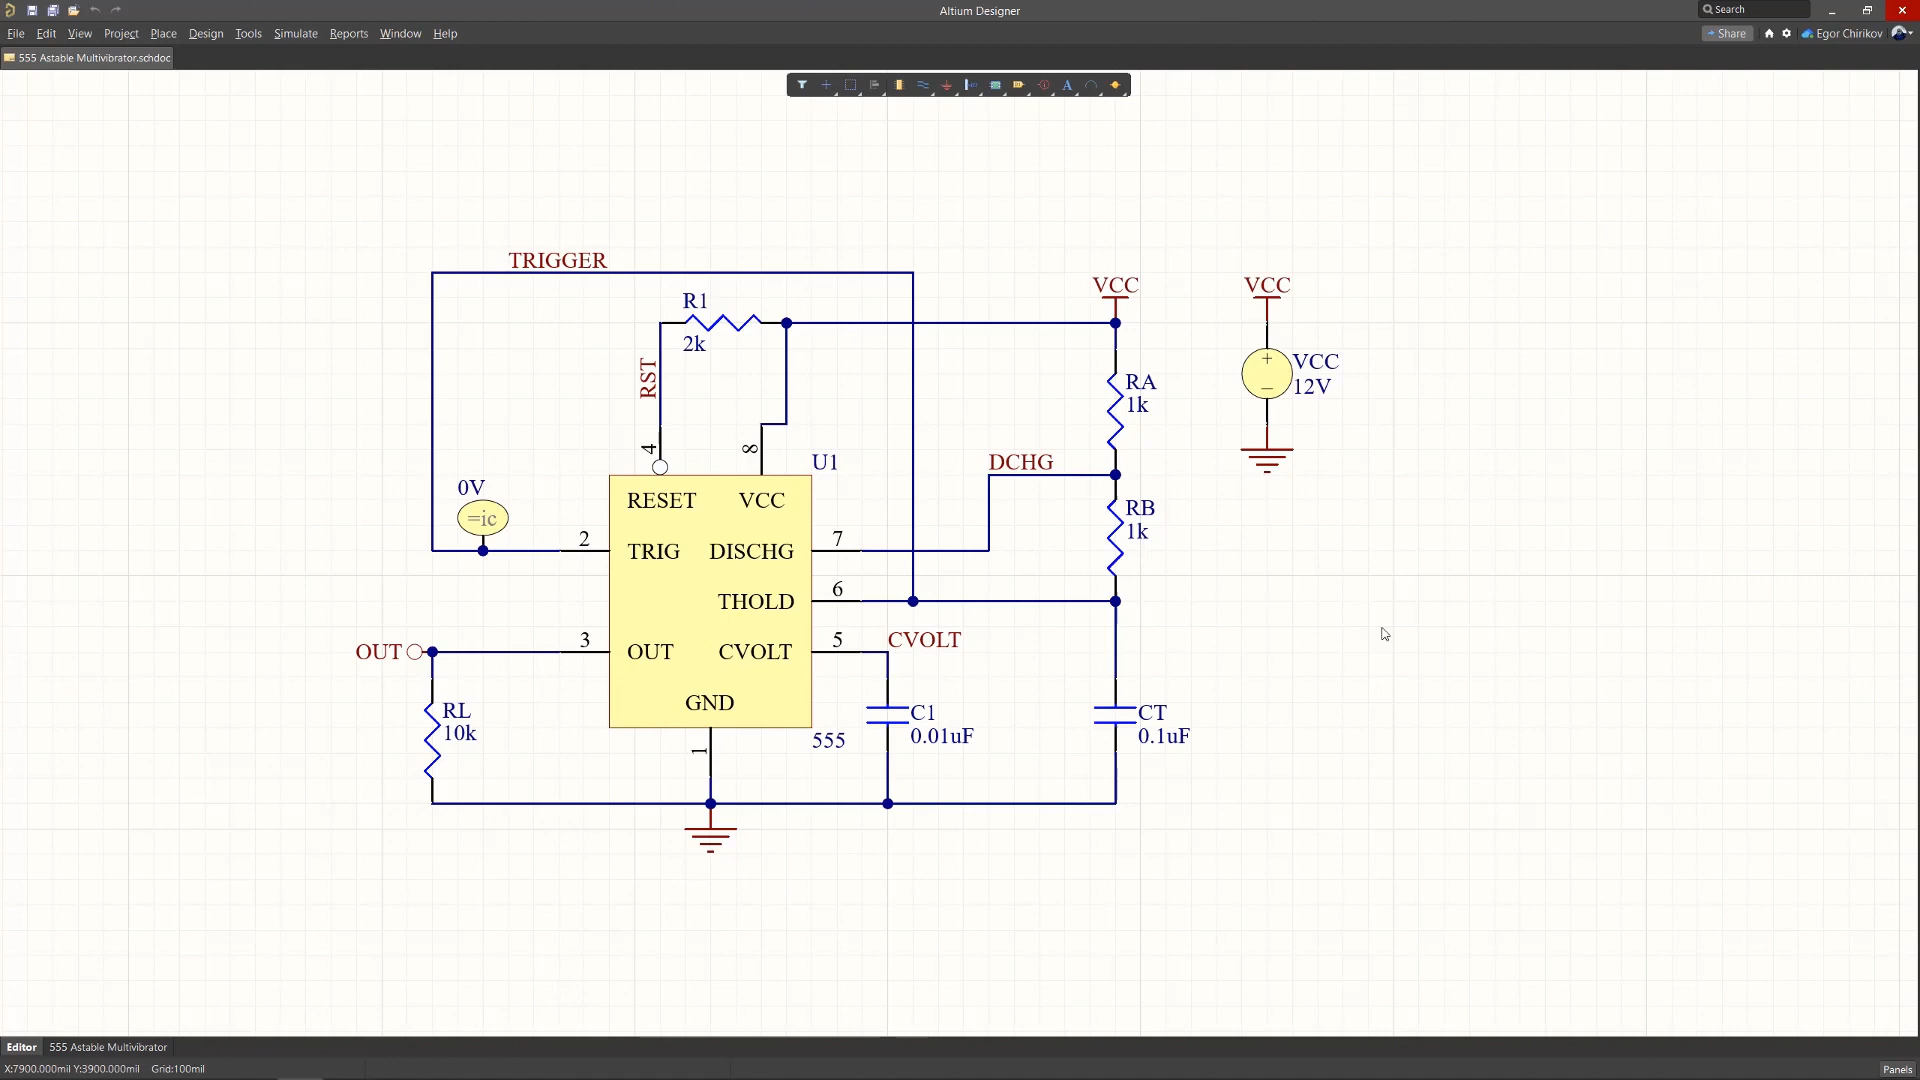 Altium Designer
Search
File Edit View Project Place Design Tools Simulate Reports Window Help
Share
Egor Chirikov
555 Astable Multivibrator.schdoc
TRIGGER
VCC
VCC
R1
2k
RST
VCC
12V
RA
1k
4
8
U1
DCHG
0V
=ic
RESET
VCC
RB
1k
2
TRIG
DISCHG
7
THOLD
6
OUT
3
OUT
CVOLT
5
CVOLT
GND
RL
10k
C1
0.01uF
CT
0.1uF
1
555
Editor
555 Astable Multivibrator
X:7900.000mil Y:3900.000mil Grid:100mil
Panels